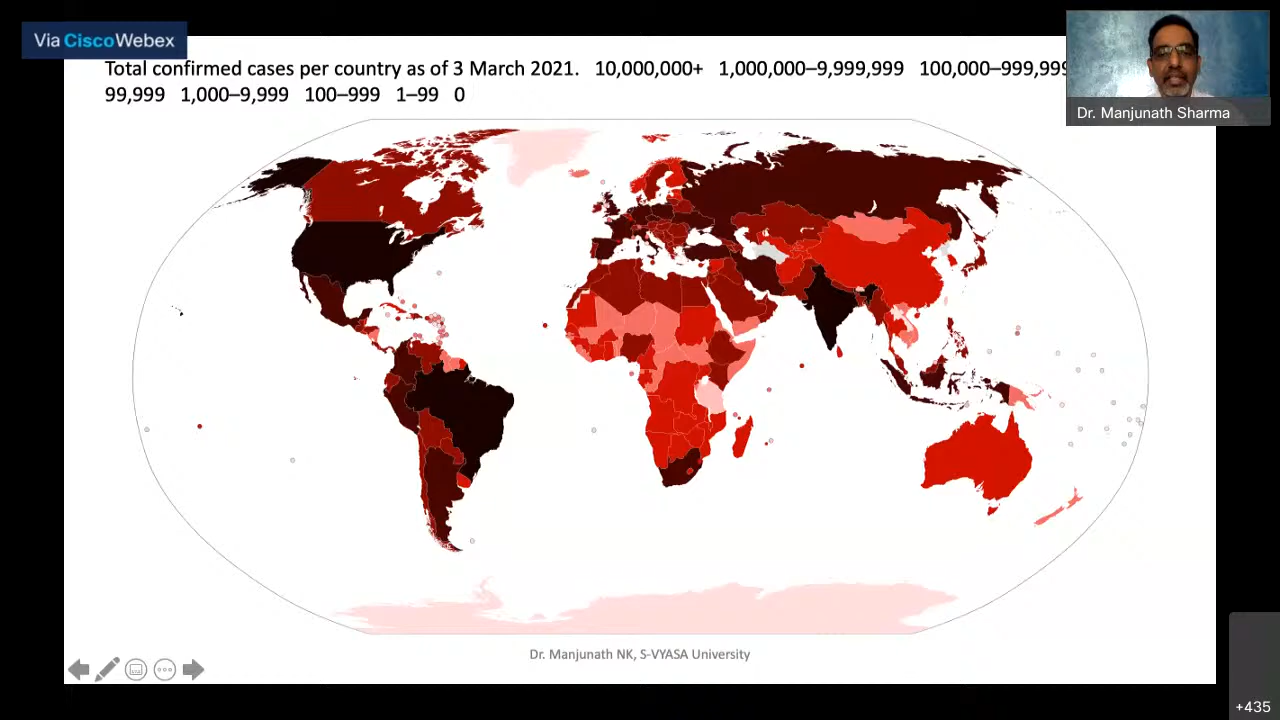 Via CiscoWebex
Total confirmed cases per country as of 3 March 2021. 10,000,000+ 1,000,000–9,999,999 100,000–999,999
99,999 1,000–9,999 100–999 1–99 0
Dr. Manjunath Sharma
Dr. Manjunath NK, S-VYASA University
+435